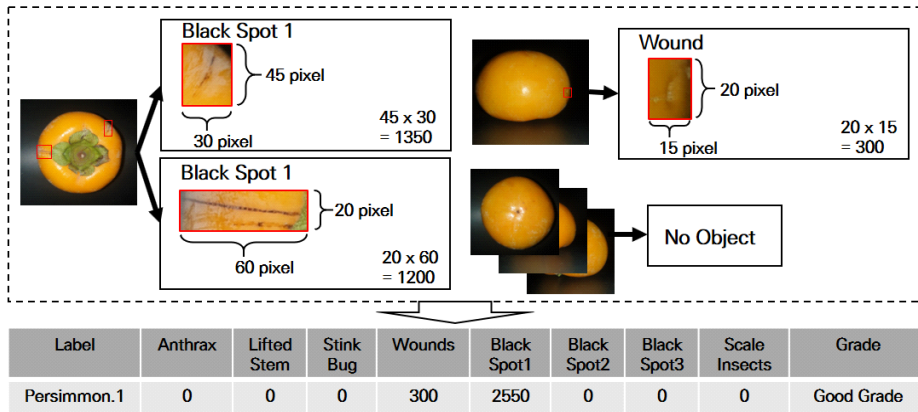 Black Spot 1
45 pixel
30 pixel
45 x 30
= 1350
Black Spot 1
20 pixel
60 pixel
20 x 60
= 1200
Wound
20 pixel
15 pixel
20 x 15
= 300
No Object
Label Anthrax Lifted Stem Stink Bug Wounds Black Spot1 Black Spot2 Black Spot3 Scale Insects Grade
Persimmon.1 0 0 0 300 2550 0 0 0 Good Grade